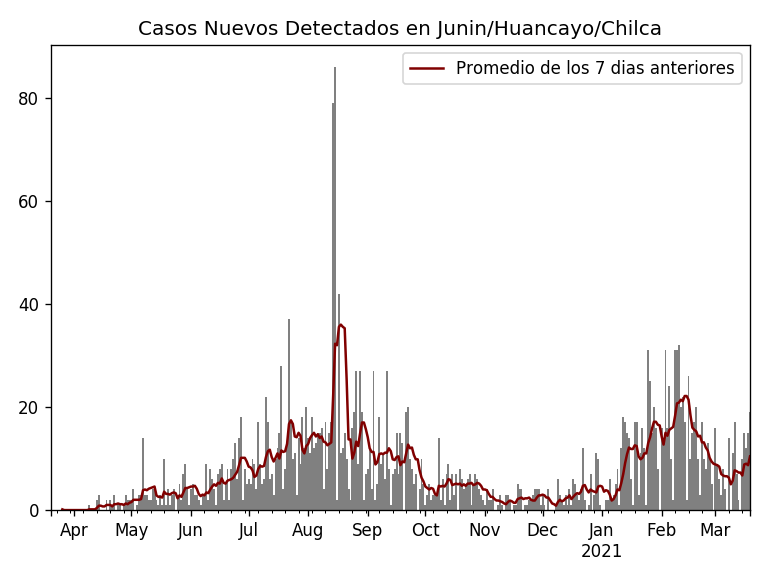 Casos Nuevos Detectados en Junin/Huancayo/Chilca
Promedio de los 7 dias anteriores
80
60
40
20
0
Apr May Jun Jul Aug Sep Oct Nov Dec Jan Feb Mar
2021